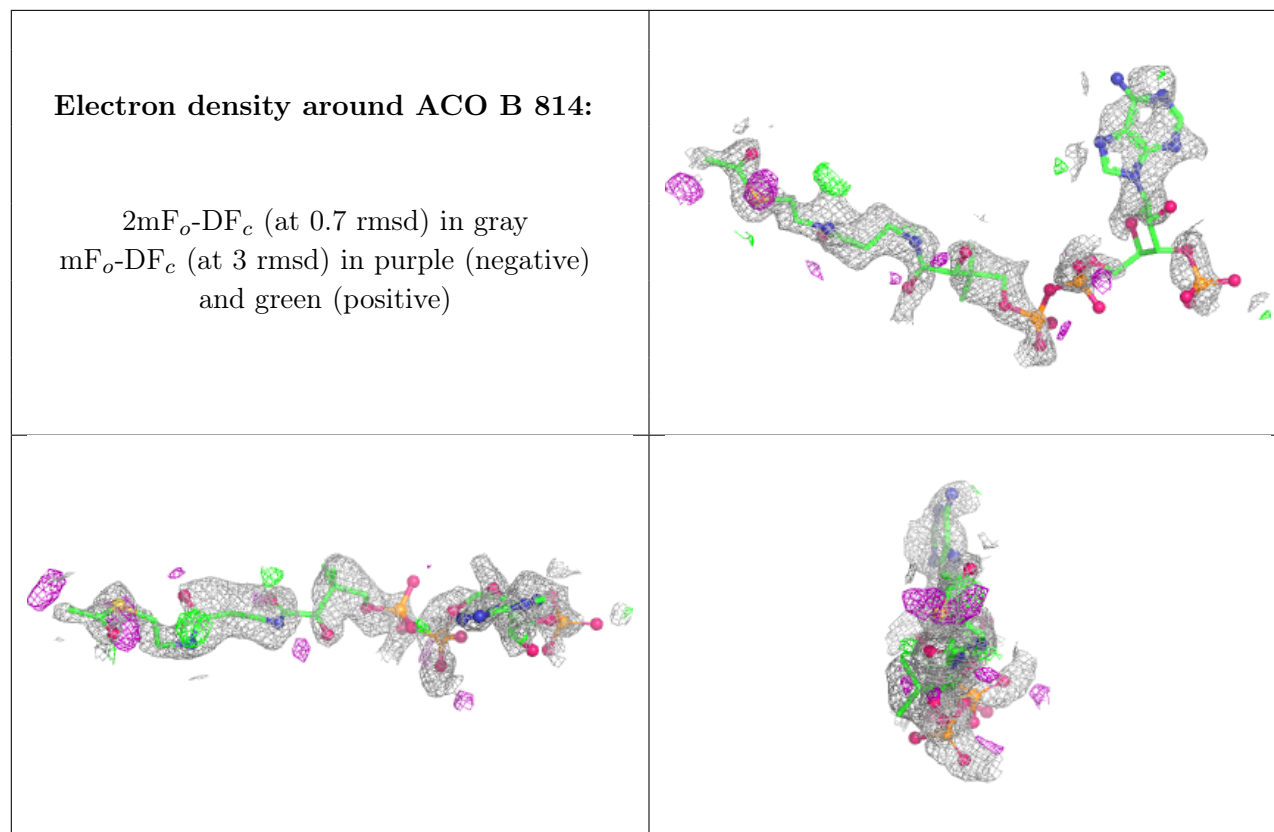 Electron density around ACO B 814:
2mFo-DFc (at 0.7 rmsd) in gray
mFo-DFc (at 3 rmsd) in purple (negative)
and green (positive)